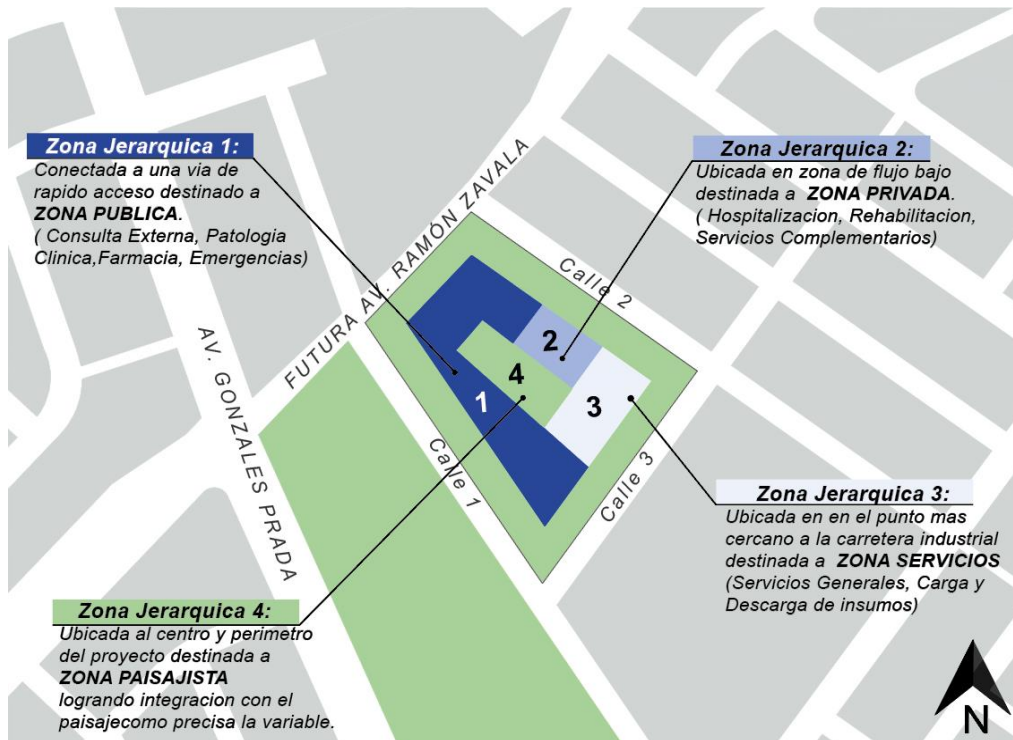 Zona Jerarquica 1:
Conectada a una via de
rapido acceso destinado a
ZONA PUBLICA.
( Consulta Externa, Patologia
Clinica,Farmacia, Emergencias)
Zona Jerarquica 2:
Ubicada en zona de flujo bajo
destinada a ZONA PRIVADA.
( Hospitalizacion, Rehabilitacion,
Servicios Complementarios)
FUTURA AV. RAMÓN ZAVALA
Calle 2
AV. GONZALES PRADA
2
4
1
3
Calle 1
Calle 3
Zona Jerarquica 3:
Ubicada en en el punto mas
cercano a la carretera industrial
destinada a ZONA SERVICIOS
(Servicios Generales, Carga y
Descarga de insumos)
Zona Jerarquica 4:
Ubicada al centro y perimetro
del proyecto destinada a
ZONA PAISAJISTA
logrando integracion con el
paisajecomo precisa la variable.
N